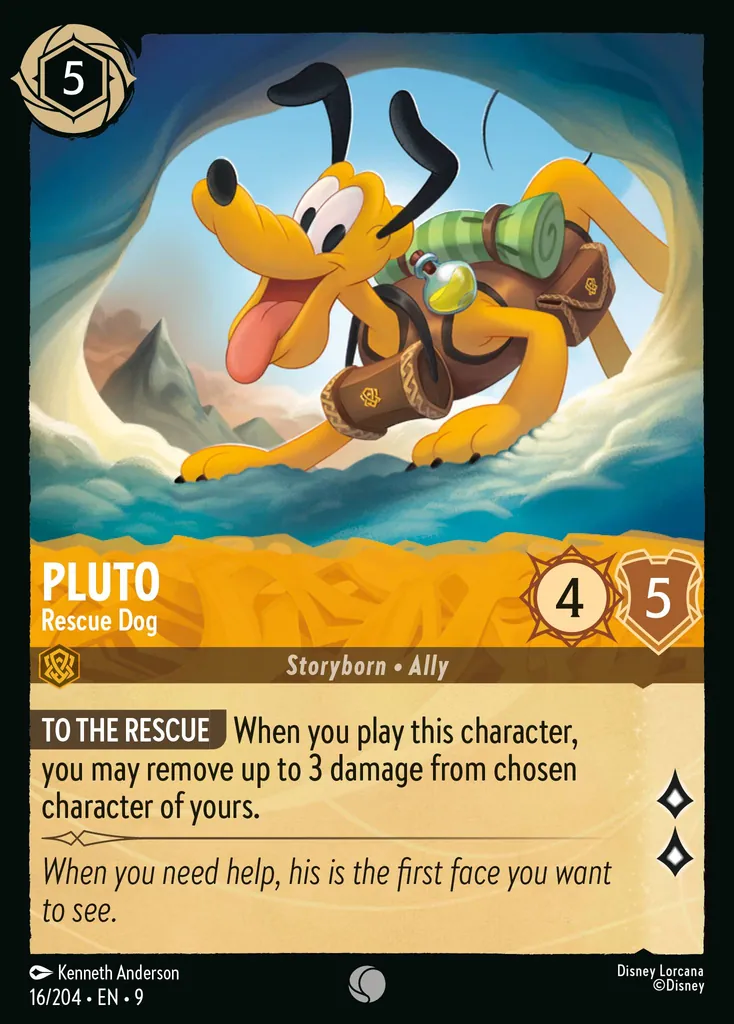 5
PLUTO
Rescue Dog
4
5
Storyborn • Ally
TO THE RESCUE When you play this character,
you may remove up to 3 damage from chosen
character of yours.
When you need help, his is the first face you want
to see.
Kenneth Anderson
Disney Lorcana
16/204 • EN • 9
©Disney